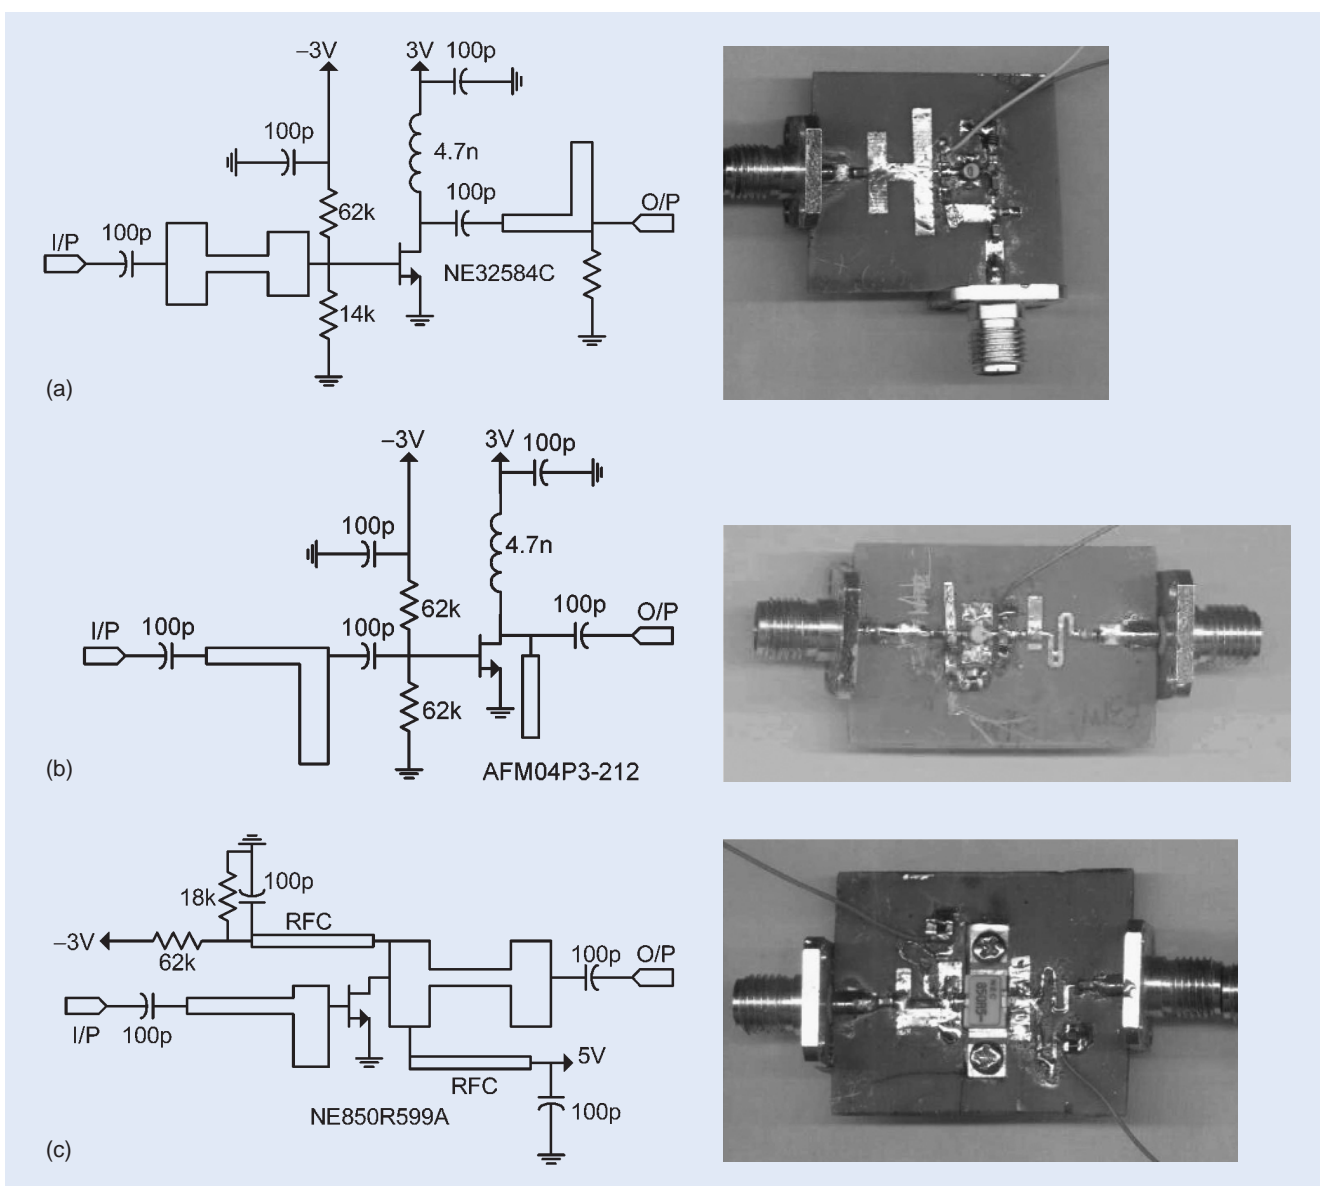 −3V
3V
100p
100p
4.7n
100p
62k
O/P
I/P
100p
NE32584C
14k
(a)
−3V
3V
100p
100p
4.7n
62k
100p
O/P
I/P
100p
100p
62k
AFM04P3-212
(b)
18k
100p
RFC
−3V
62k
100p
O/P
I/P
100p
5V
RFC
100p
NE850R599A
(c)